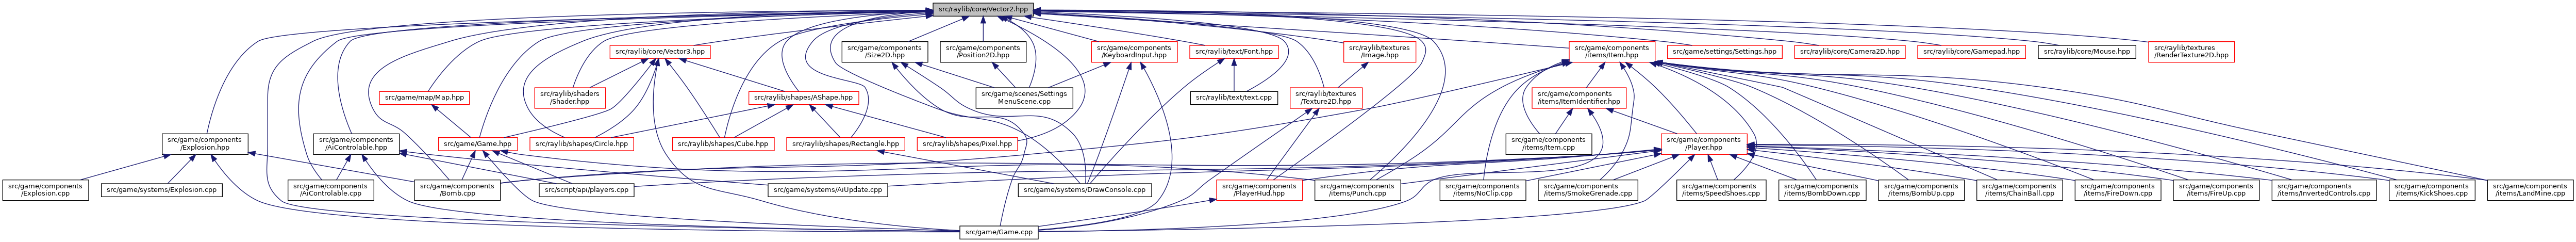 src/raylib/core/Vector2.hpp
src/raylib/core/Vector3.hpp
src/game/components
/Size2D.hpp
src/game/components
/Position2D.hpp
src/game/components
/KeyboardInput.hpp
src/raylib/text/Font.hpp
src/raylib/textures
/Image.hpp
src/game/components
/items/Item.hpp
src/game/settings/Settings.hpp
src/raylib/core/Camera2D.hpp
src/raylib/core/Gamepad.hpp
src/raylib/core/Mouse.hpp
src/raylib/textures
/RenderTexture2D.hpp
src/game/map/Map.hpp
src/raylib/shaders
/Shader.hpp
src/raylib/shapes/AShape.hpp
src/game/scenes/Settings
MenuScene.cpp
src/raylib/text/text.cpp
src/raylib/textures
/Texture2D.hpp
src/game/components
/items/ItemIdentifier.hpp
src/game/components
/Explosion.hpp
src/game/components
/AiControlable.hpp
src/game/Game.hpp
src/raylib/shapes/Circle.hpp
src/raylib/shapes/Cube.hpp
src/raylib/shapes/Rectangle.hpp
src/raylib/shapes/Pixel.hpp
src/game/components
/items/Item.cpp
src/game/components
/Player.hpp
src/game/components
/Explosion.cpp
src/game/systems/Explosion.cpp
src/game/components
/AiControlable.cpp
src/game/components
/Bomb.cpp
src/script/api/players.cpp
src/game/systems/AiUpdate.cpp
src/game/systems/DrawConsole.cpp
src/game/components
/PlayerHud.hpp
src/game/components
/items/Punch.cpp
src/game/components
/items/NoClip.cpp
src/game/components
/items/SmokeGrenade.cpp
src/game/components
/items/SpeedShoes.cpp
src/game/components
/items/BombDown.cpp
src/game/components
/items/BombUp.cpp
src/game/components
/items/ChainBall.cpp
src/game/components
/items/FireDown.cpp
src/game/components
/items/FireUp.cpp
src/game/components
/items/InvertedControls.cpp
src/game/components
/items/KickShoes.cpp
src/game/components
/items/LandMine.cpp
src/game/Game.cpp